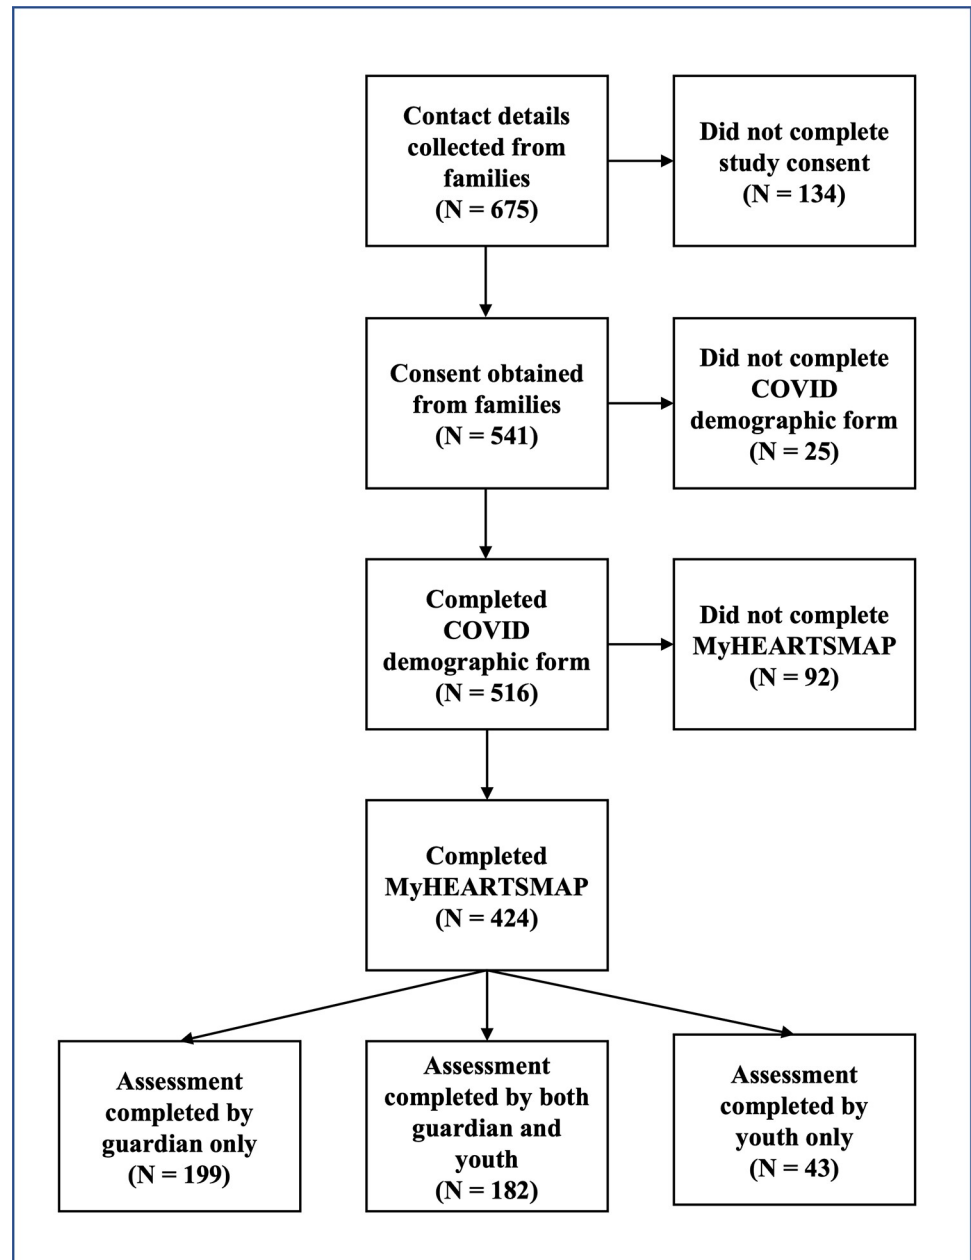 Contact details
collected from
families
(N = 675)
Did not complete
study consent
(N = 134)
Consent obtained
from families
(N = 541)
Did not complete
COVID
demographic form
(N = 25)
Completed
COVID
demographic form
(N = 516)
Did not complete
MyHEARTSMAP
(N = 92)
Completed
MyHEARTSMAP
(N = 424)
Assessment
completed by
guardian only
(N = 199)
Assessment
completed by both
guardian and
youth
(N = 182)
Assessment
completed by
youth only
(N = 43)